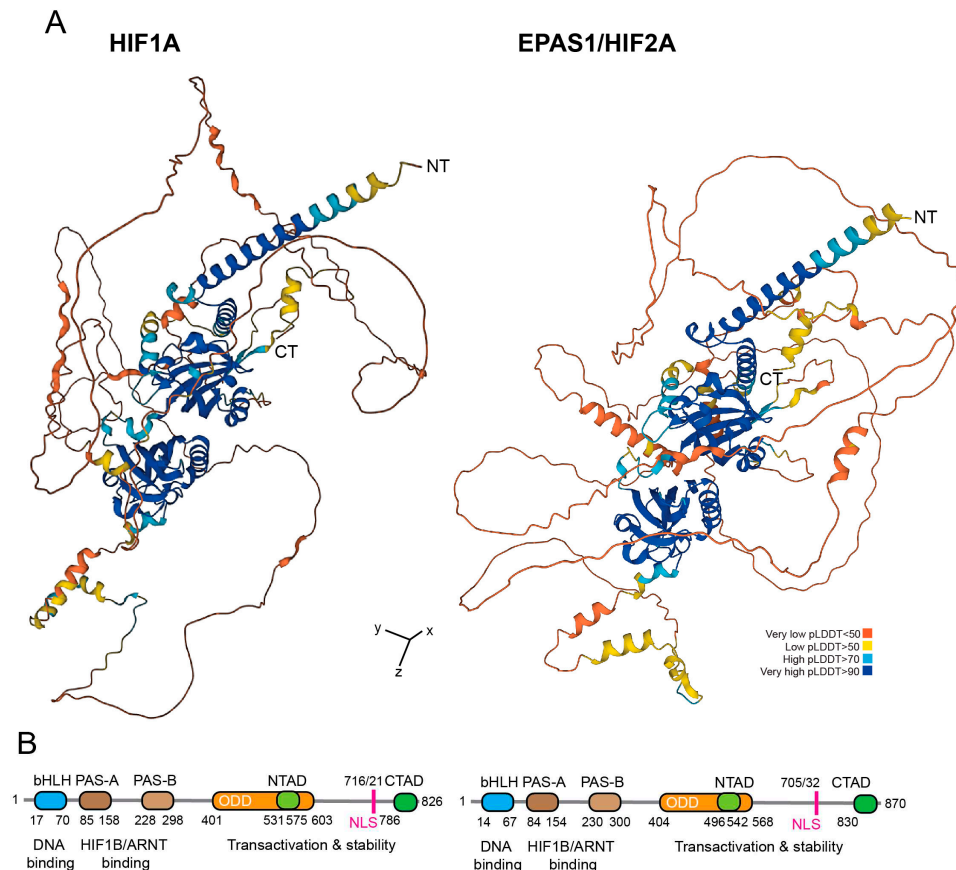 A
HIF1A
EPAS1/HIF2A
NT
NT
CT
CT
y
x
z
Very low pLDDT<50
Low pLDDT>50
High pLDDT>70
Very high pLDDT>90
B
bHLH PAS-A PAS-B NTAD 716/21 CTAD
1 ODD 826
17 70 85 158 228 298 401 531 575 603 NLS 786
DNA binding
HIF1B/ARNT binding
Transactivation & stability
bHLH PAS-A PAS-B NTAD 705/32 CTAD
1 ODD 870
14 67 84 154 230 300 404 496 542 568 NLS 830
DNA binding
HIF1B/ARNT binding
Transactivation & stability